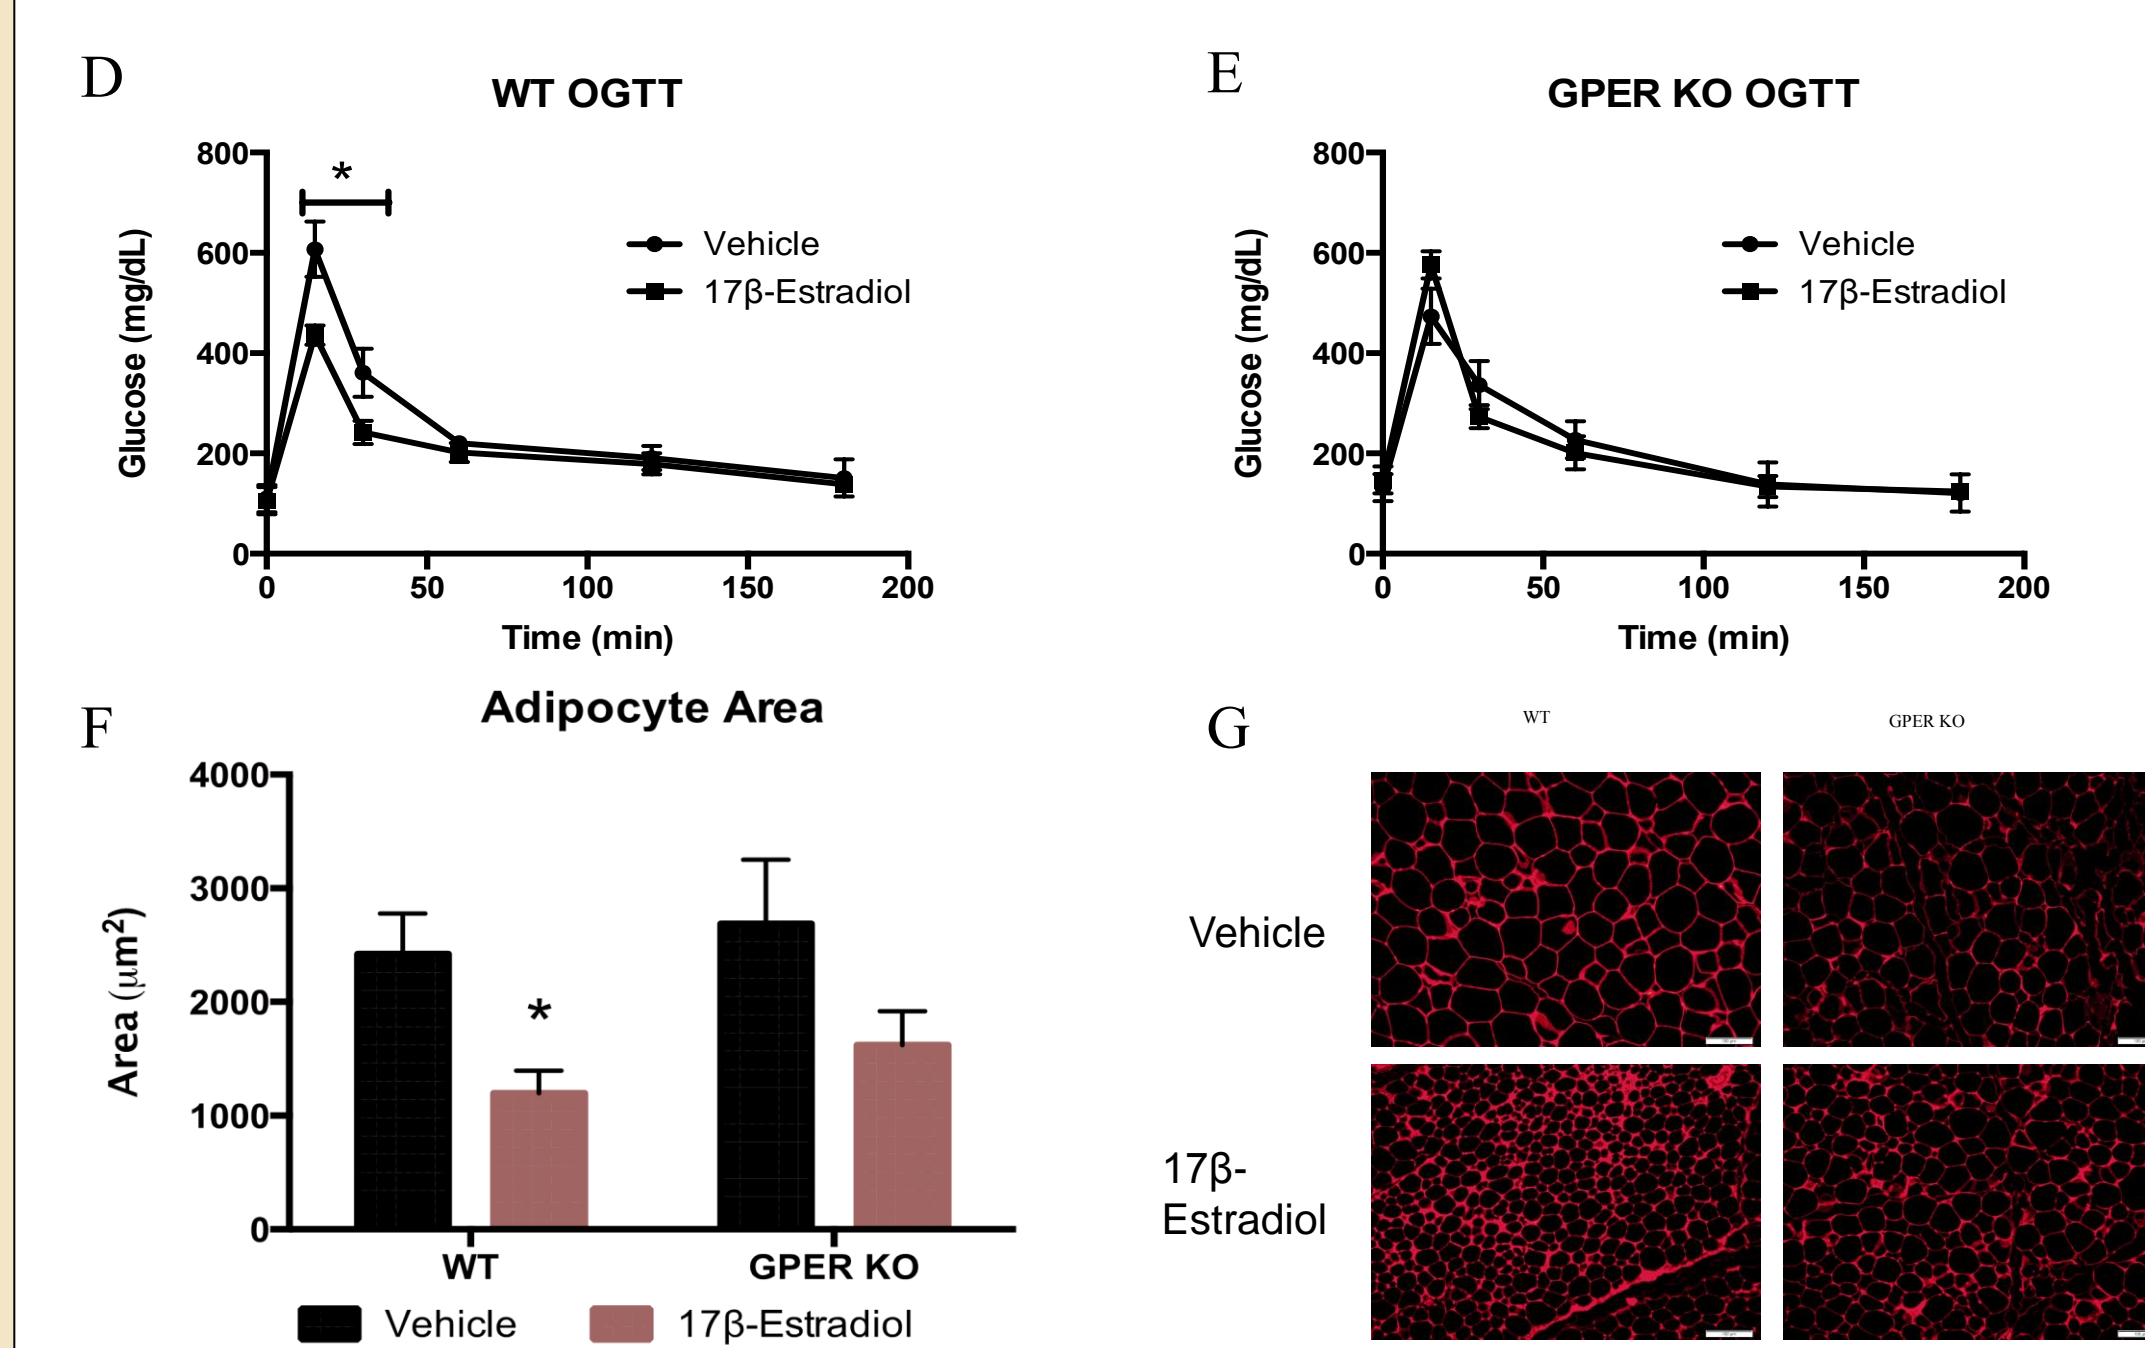 D
WT OGTT
800
600
400
200
0
*
Vehicle
17β-Estradiol
Glucose (mg/dL)
0 50 100 150 200
Time (min)
E
GPER KO OGTT
800
600
400
200
0
Vehicle
17β-Estradiol
Glucose (mg/dL)
0 50 100 150 200
Time (min)
F
Adipocyte Area
4000
3000
2000
1000
0
*
Area (μm²)
WT GPER KO
Vehicle 17β-Estradiol
G
WT GPER KO
Vehicle
17β-
Estradiol